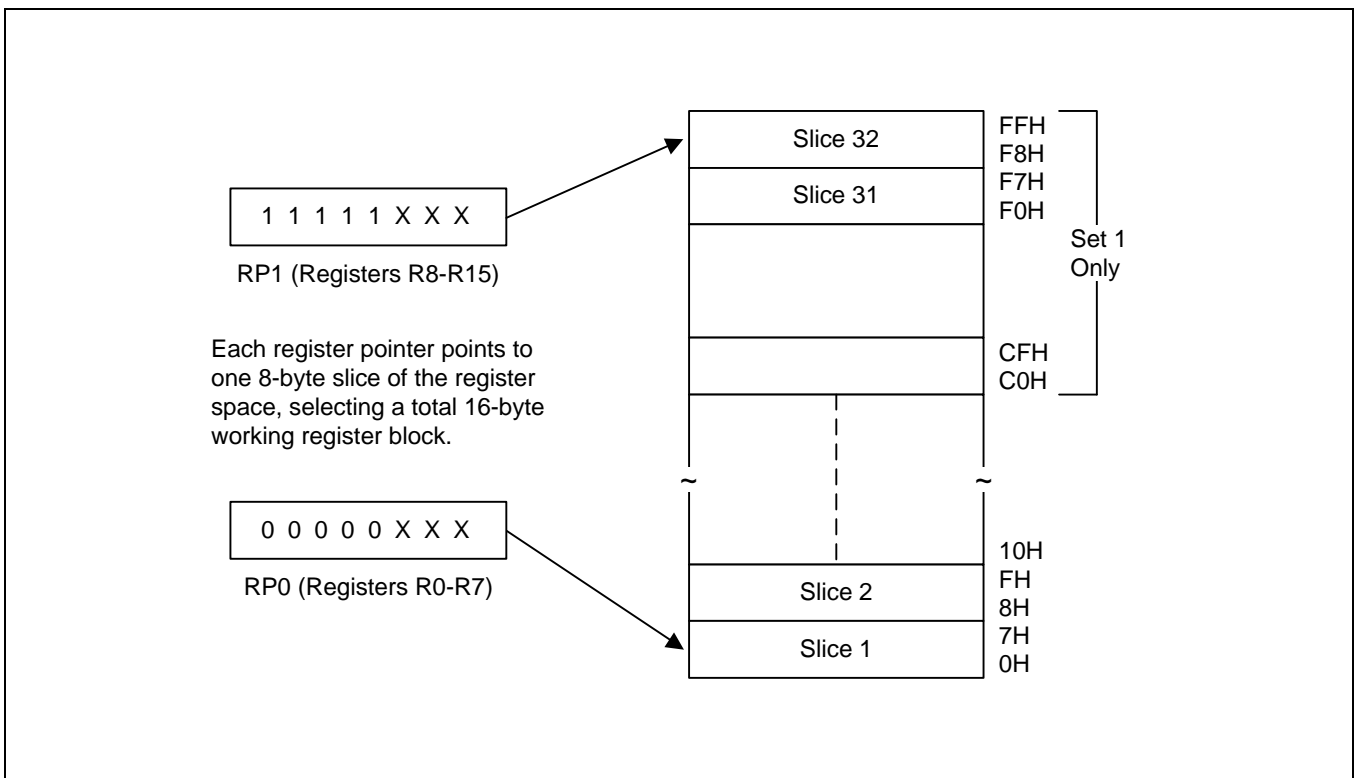 1 1 1 1 1 X X X
RP1 (Registers R8-R15)
Each register pointer points to
one 8-byte slice of the register
space, selecting a total 16-byte
working register block.
0 0 0 0 0 X X X
RP0 (Registers R0-R7)
Slice 32
Slice 31
~
~
Slice 2
Slice 1
FFH
F8H
F7H
F0H
CFH
C0H
10H
FH
8H
7H
0H
Set 1
Only